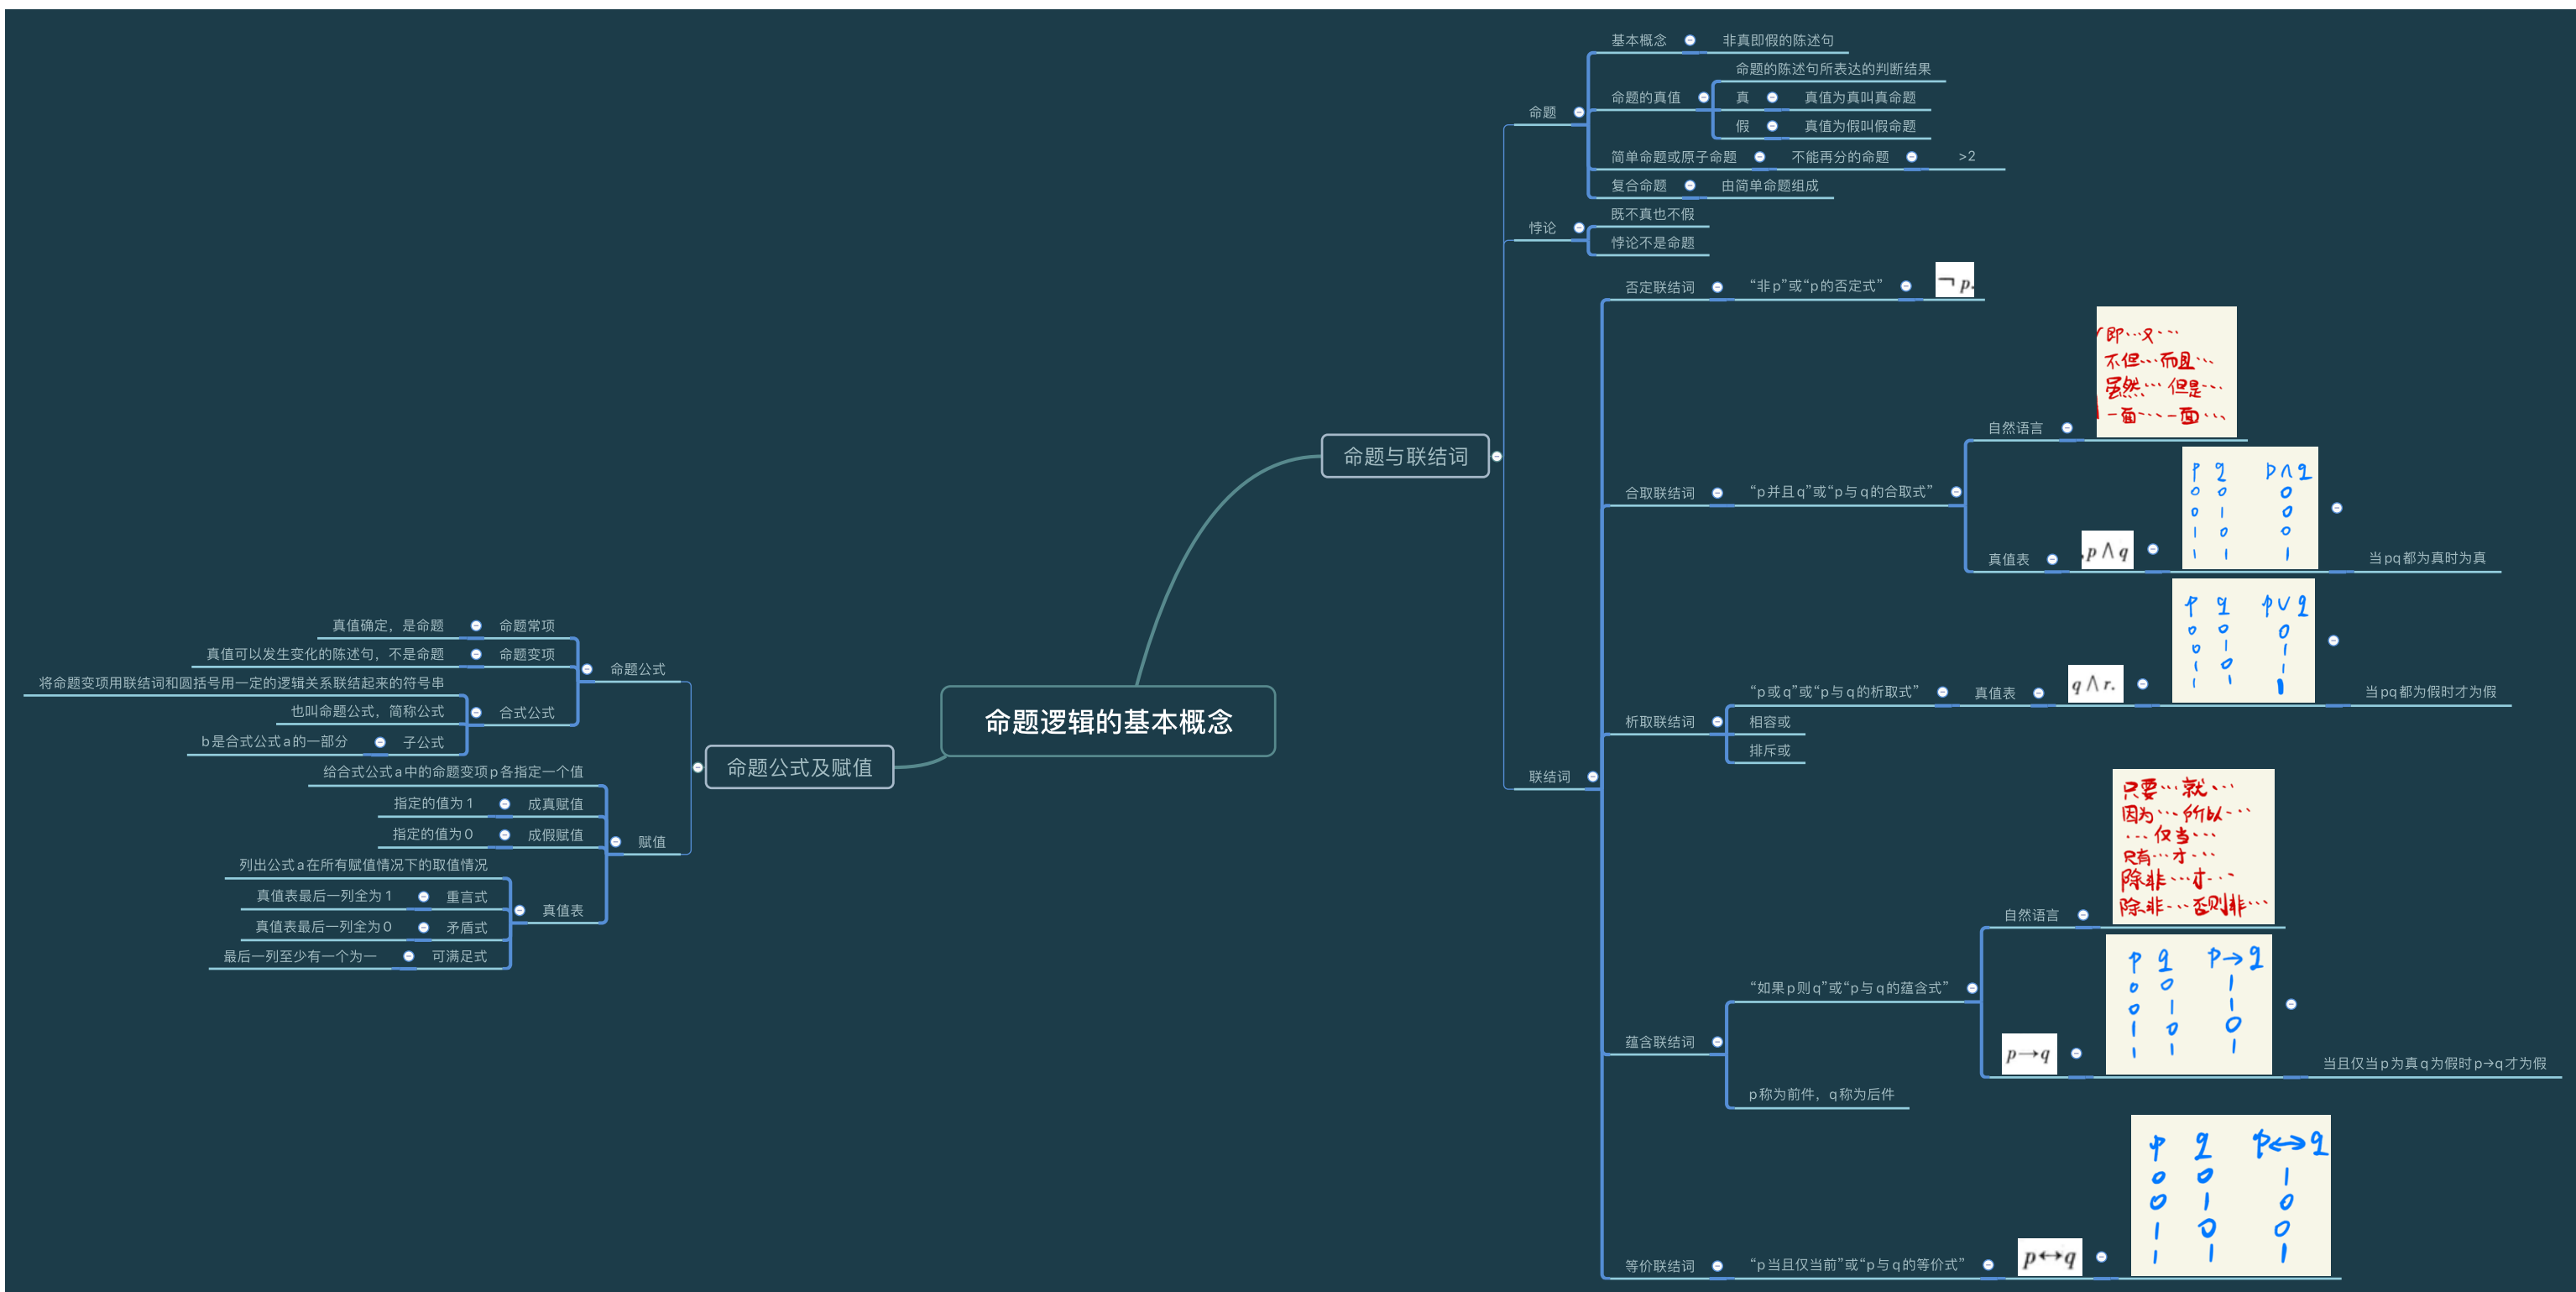 命题逻辑的基本概念
命题与联结词
命题
基本概念
非真即假的陈述句
命题的真值
命题的陈述句所表达的判断结果
真
真值为真叫真命题
假
真值为假叫假命题
简单命题或原子命题
不能再分的命题
>2
复合命题
由简单命题组成
悖论
既不真也不假
悖论不是命题
联结词
否定联结词
“非p”或“p的否定式”
¬ p.
合取联结词
“p并且q”或“p与q的合取式”
自然语言
即…又…
不但…而且…
虽然…但是…
一面…一面…
真值表
p ∧ q
p q p∧q
0 0 0
0 1 0
1 0 0
1 1 1
当pq都为真时为真
析取联结词
“p或q”或“p与q的析取式”
真值表
q ∧ r.
p q p∨q
0 0 0
0 1 1
1 0 1
1 1 1
当pq都为假时才为假
相容或
排斥或
蕴含联结词
“如果p则q”或“p与q的蕴含式”
自然语言
只要…就…
因为…所以…
…仅当…
只有…才…
除非…才…
除非…否则非…
p→q
p q p→q
0 0 1
0 1 1
1 0 0
1 1 1
当且仅当p为真q为假时p→q才为假
p称为前件，q称为后件
等价联结词
“p当且仅当前”或“p与q的等价式”
p↔q
p q p↔q
0 0 1
0 1 0
1 0 0
1 1 1
命题公式及赋值
命题公式
命题常项
真值确定，是命题
命题变项
真值可以发生变化的陈述句，不是命题
合式公式
将命题变项用联结词和圆括号用一定的逻辑关系联结起来的符号串
也叫命题公式，简称公式
子公式
b是合式公式a的一部分
赋值
给合式公式a中的命题变项p各指定一个值
成真赋值
指定的值为1
成假赋值
指定的值为0
真值表
列出公式a在所有赋值情况下的取值情况
重言式
真值表最后一列全为1
矛盾式
真值表最后一列全为0
可满足式
最后一列至少有一个为一